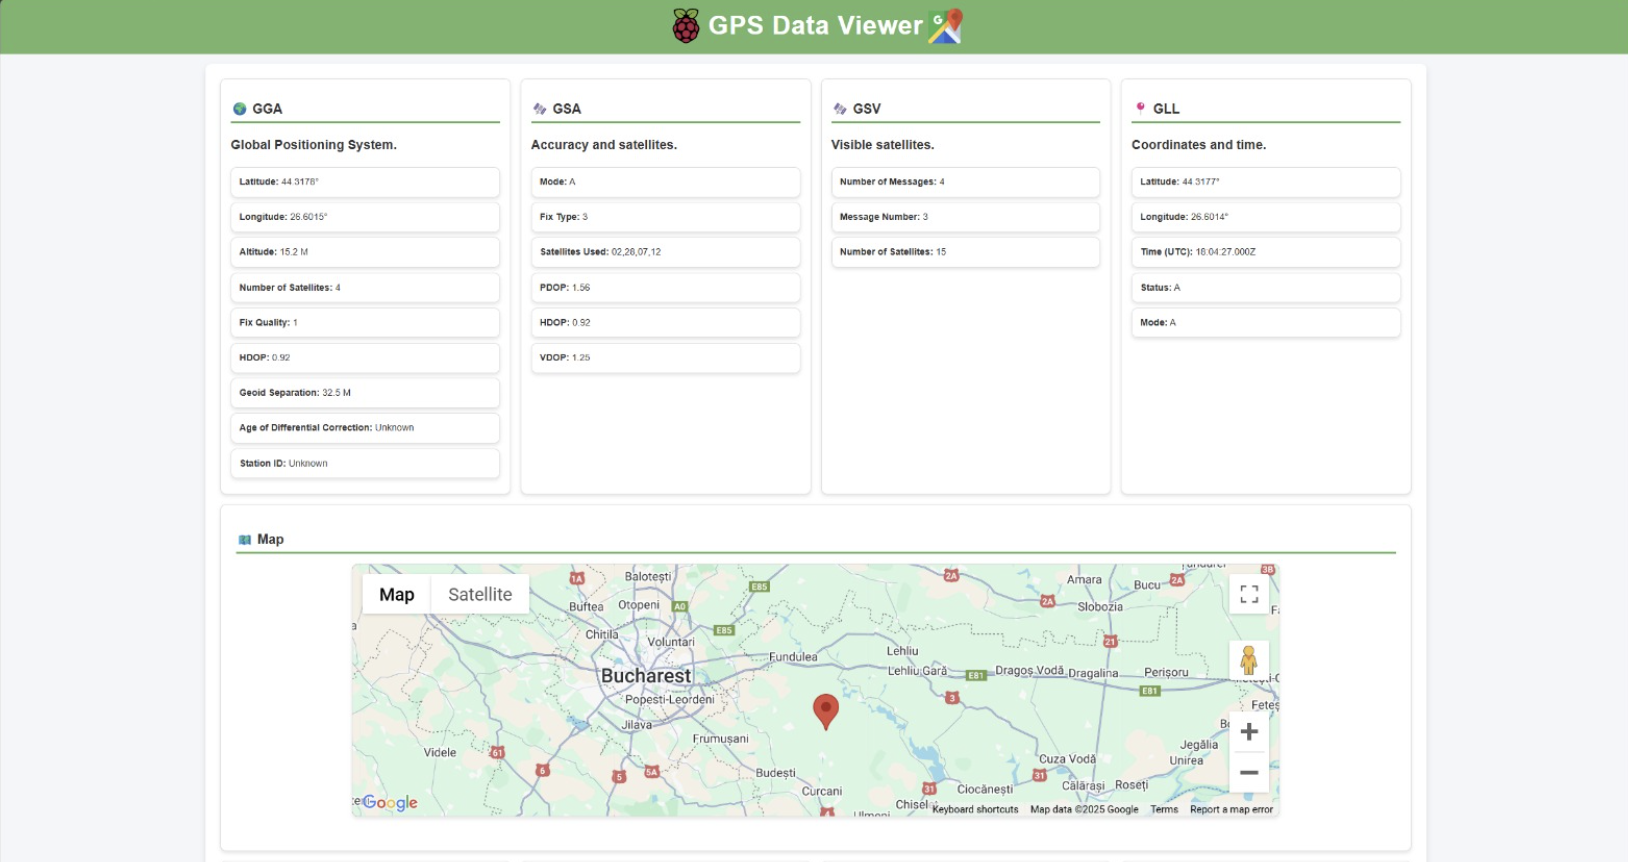 GPS Data Viewer
GGA
Global Positioning System.
Latitude: 44.3178°
Longitude: 26.6015°
Altitude: 15.2 M
Number of Satellites: 4
Fix Quality: 1
HDOP: 0.92
Geoid Separation: 32.5 M
Age of Differential Correction: Unknown
Station ID: Unknown
GSA
Accuracy and satellites.
Mode: A
Fix Type: 3
Satellites Used: 02,28,07,12
PDOP: 1.56
HDOP: 0.92
VDOP: 1.25
GSV
Visible satellites.
Number of Messages: 4
Message Number: 3
Number of Satellites: 15
GLL
Coordinates and time.
Latitude: 44.3177°
Longitude: 26.6014°
Time (UTC): 18:04:27.000Z
Status: A
Mode: A
Map
Map Satellite
1A
Balotești
E85
2A
Amara
Bucu
2A
3B
Buftea
Otopeni
A0
2A
Slobozia
Chitila
Voluntari
E85
21
Fundulea
Lehliu
Bucharest
Lehliu Gară
E81
Dragoș Vodă
Dragalina
Perișoru
E81
Popesti-Leordeni
3
Jilava
Frumușani
Videle
61
6
5
5A
Budești
Curcani
Cuza Vodă
Jegălia
Unirea
31
Călărași
Roseți
31
Ciocănești
Google
Keyboard shortcuts
Map data ©2025 Google
Terms
Report a map error